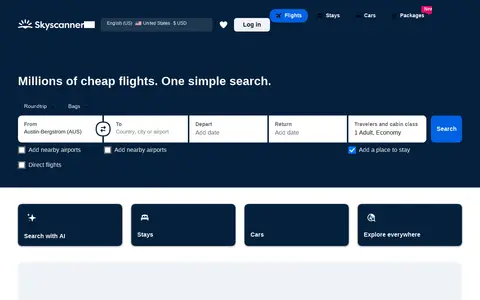 Skyscanner
English (US) United States · $ USD
Log in
Flights
Stays
Cars
Packages
New
Millions of cheap flights. One simple search.
Roundtrip
Bags
From
Austin-Bergstrom (AUS)
To
Country, city or airport
Depart
Add date
Return
Add date
Travelers and cabin class
1 Adult, Economy
Search
Add nearby airports
Add nearby airports
Add a place to stay
Direct flights
Search with AI
Stays
Cars
Explore everywhere